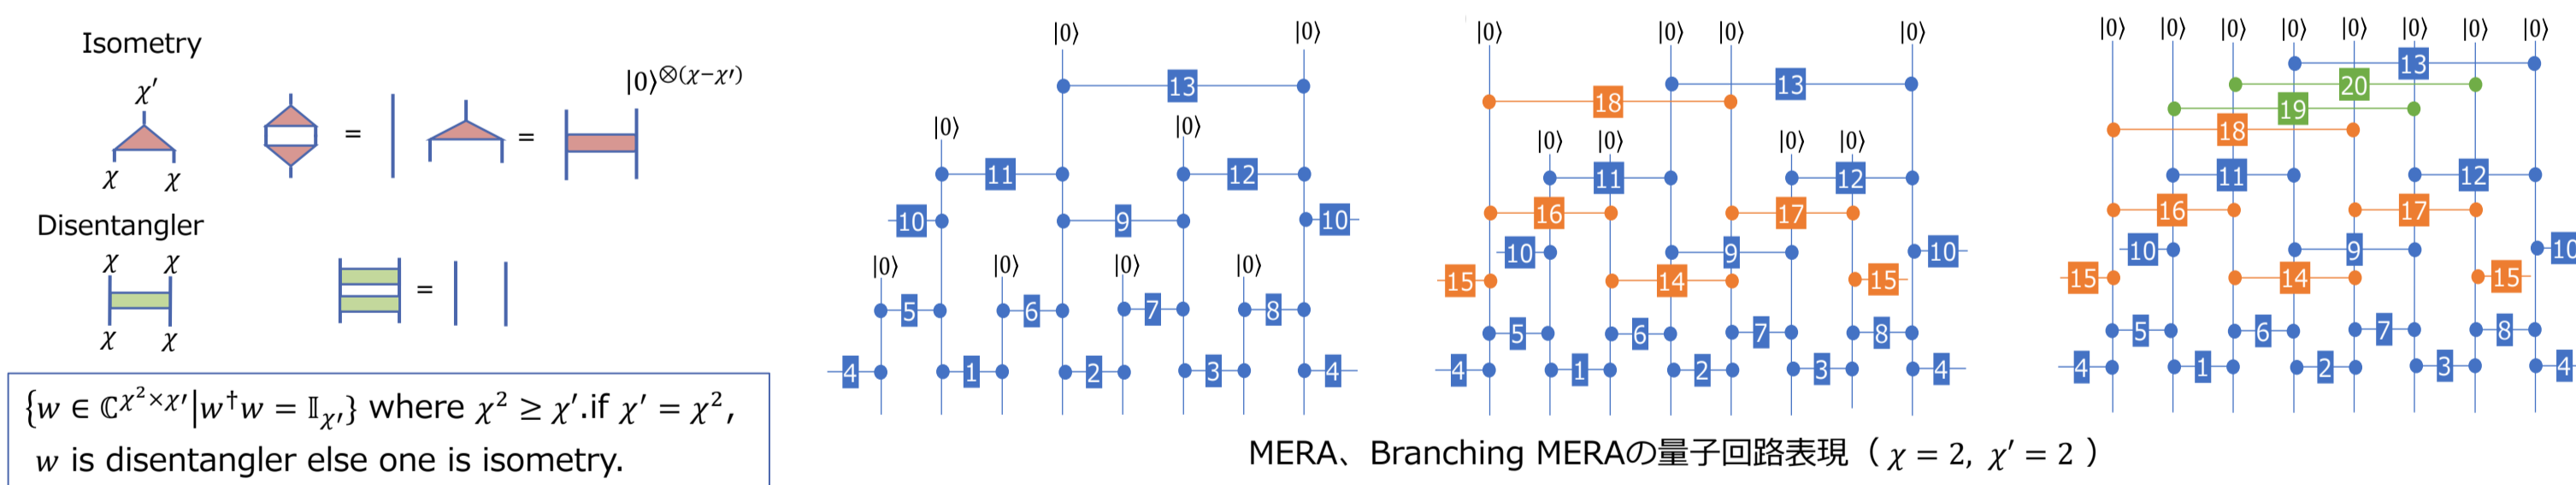 Isometry
χ′
χ χ
=
=
|0⟩⊗(χ−χ′)
Disentangler
χ χ
χ χ
=
{w ∈ ℂχ²×χ′|w†w = 𝕀χ′} where χ² ≥ χ′.if χ′ = χ²,
w is disentangler else one is isometry.
|0⟩ |0⟩
13
|0⟩ |0⟩
11 12
10 9 10
|0⟩ |0⟩ |0⟩ |0⟩
5 6 7 8
4 1 2 3 4
|0⟩ |0⟩ |0⟩ |0⟩
13
18
|0⟩ |0⟩ |0⟩ |0⟩
11 12
16 17
10 9 10
15 14 15
5 6 7 8
4 1 2 3 4
|0⟩ |0⟩ |0⟩ |0⟩ |0⟩ |0⟩ |0⟩ |0⟩
13
20
19
18
11 12
16 17
10 9 10
15 14 15
5 6 7 8
4 1 2 3 4
MERA、Branching MERAの量子回路表現（ χ = 2, χ′ = 2 ）